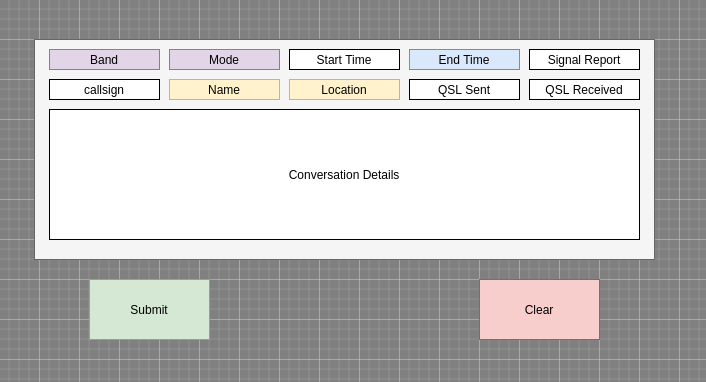 Band
Mode
Start Time
End Time
Signal Report
callsign
Name
Location
QSL Sent
QSL Received
Conversation Details
Submit
Clear